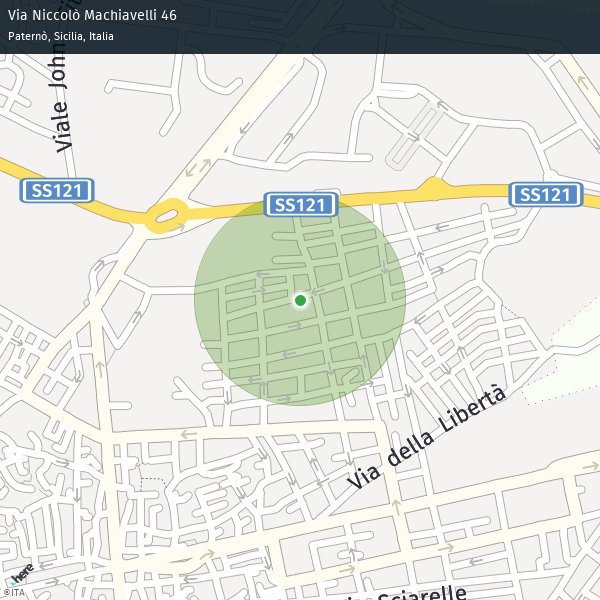 Via Niccolò Machiavelli 46
Paternò, Sicilia, Italia
Viale John
SS121
SS121
SS121
Via della Libertà
Sciarelle
here
©ITA